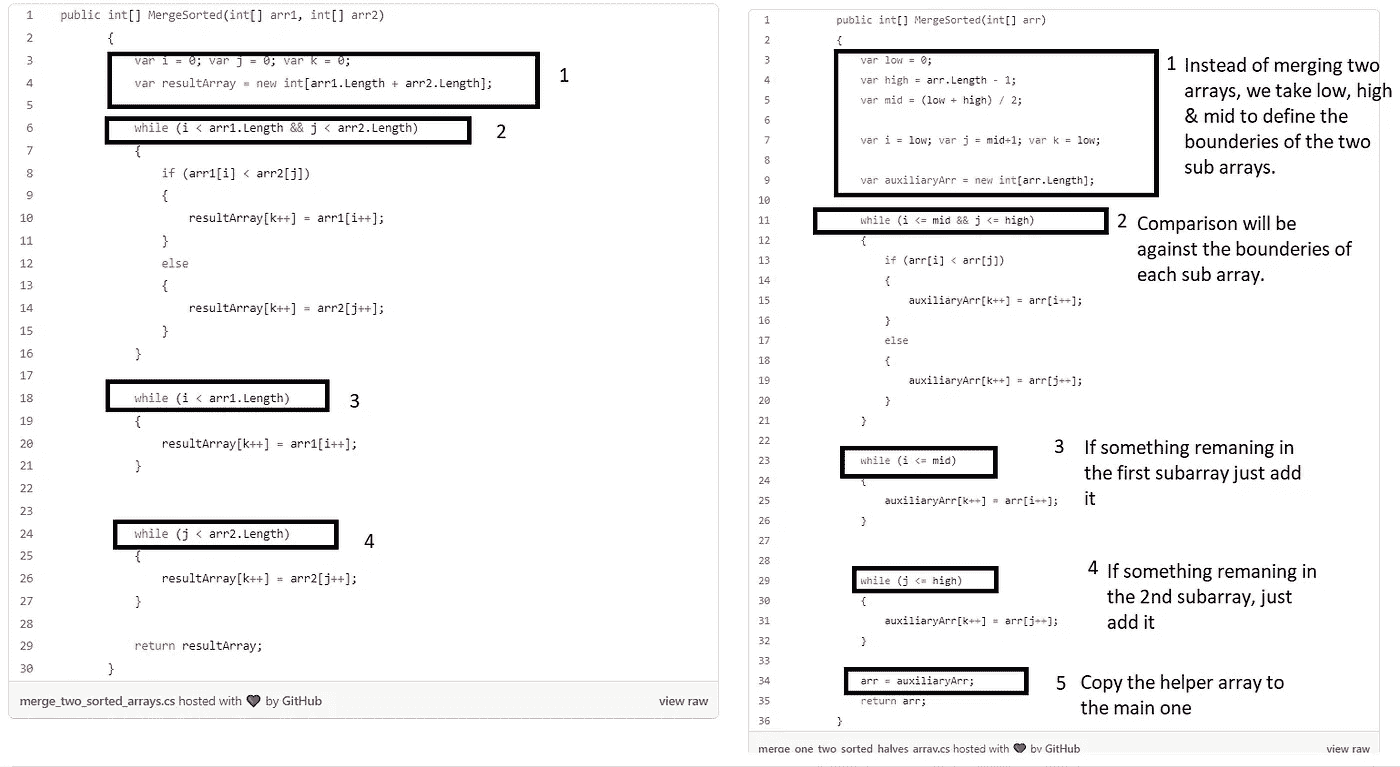 1 public int[] MergeSorted(int[] arr1, int[] arr2)
2 {
3 var i = 0; var j = 0; var k = 0;
4 var resultArray = new int[arr1.Length + arr2.Length];
5
6 while (i < arr1.Length && j < arr2.Length)
7 {
8 if (arr1[i] < arr2[j])
9 {
10 resultArray[k++] = arr1[i++];
11 }
12 else
13 {
14 resultArray[k++] = arr2[j++];
15 }
16 }
17
18 while (i < arr1.Length)
19 {
20 resultArray[k++] = arr1[i++];
21 }
22
23
24 while (j < arr2.Length)
25 {
26 resultArray[k++] = arr2[j++];
27 }
28
29 return resultArray;
30 }
1
2
3
4
merge_two_sorted_arrays.cs hosted with ❤ by GitHub
view raw
1 public int[] MergeSorted(int[] arr)
2 {
3 var low = 0;
4 var high = arr.Length - 1;
5 var mid = (low + high) / 2;
6
7 var i = low; var j = mid+1; var k = low;
8
9 var auxiliaryArr = new int[arr.Length];
10
11 while (i <= mid && j <= high)
12 {
13 if (arr[i] < arr[j])
14 {
15 auxiliaryArr[k++] = arr[i++];
16 }
17 else
18 {
19 auxiliaryArr[k++] = arr[j++];
20 }
21 }
22
23 while (i <= mid)
24 {
25 auxiliaryArr[k++] = arr[i++];
26 }
27
28
29 while (j <= high)
30 {
31 auxiliaryArr[k++] = arr[j++];
32 }
33
34 arr = auxiliaryArr;
35 return arr;
36 }
1 Instead of merging two
arrays, we take low, high
& mid to define the
bounderies of the two
sub arrays.
2 Comparison will be
against the bounderies of
each sub array.
3 If something remaning in
the first subarray just add
it
4 If something remaning in
the 2nd subarray, just
add it
5 Copy the helper array to
the main one
merge_one_two_sorted_halves_array.cs hosted with ❤ by GitHub
view raw